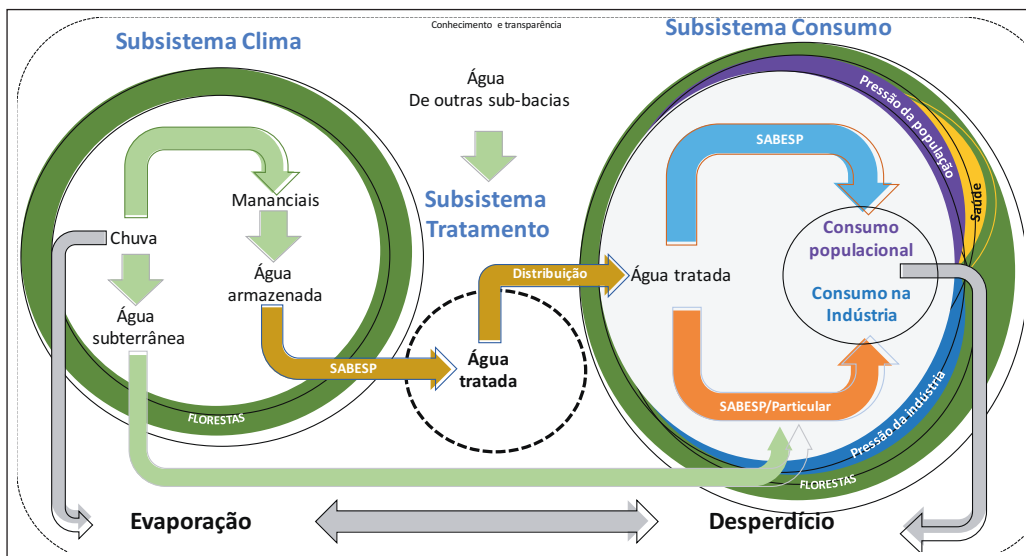 Conhecimento e transparência
Subsistema Clima
Subsistema Consumo
Água
De outras sub-bacias
Subsistema
Tratamento
Chuva
Mananciais
Água
subterrânea
Água
armazenada
SABESP
FLORESTAS
Água
tratada
Distribuição
Água tratada
SABESP
SABESP/Particular
Consumo
populacional
Consumo na
Indústria
Pressão da população
Saúde
Pressão da indústria
FLORESTAS
Evaporação
Desperdício